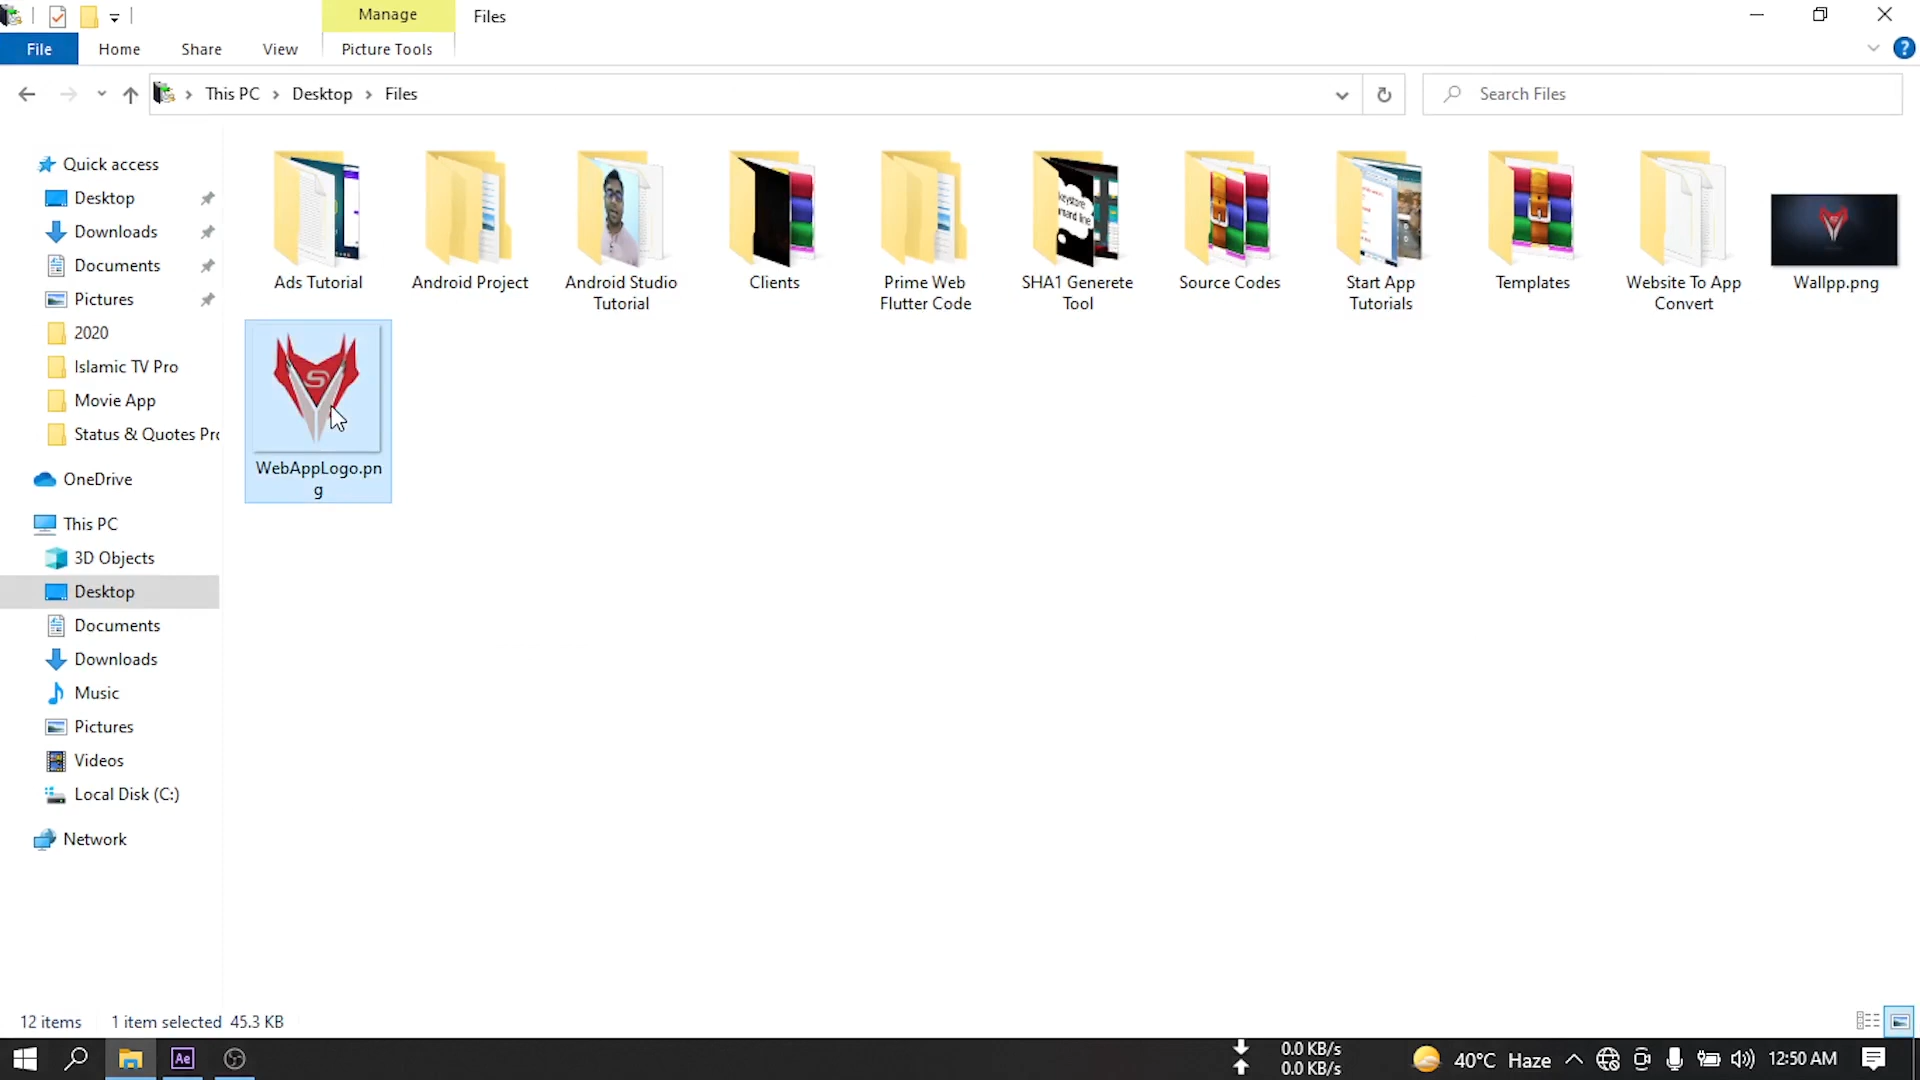 Manage
Files
File
Home
Share
View
Picture Tools
This PC
Desktop
Files
Search Files
Quick access
Desktop
Downloads
Documents
Pictures
2020
Islamic TV Pro
Movie App
Status & Quotes Pr
OneDrive
This PC
3D Objects
Desktop
Documents
Downloads
Music
Pictures
Videos
Local Disk (C:)
Network
Ads Tutorial
Android Project
Android Studio
Tutorial
Clients
Prime Web
Flutter Code
SHA1 Generete
Tool
Source Codes
Start App
Tutorials
Templates
Website To App
Convert
Wallpp.png
keystore
S
WebAppLogo.pn
g
12 items
1 item selected 45.3 KB
Ae
0.0 KB/s
0.0 KB/s
40°C Haze
12:50 AM